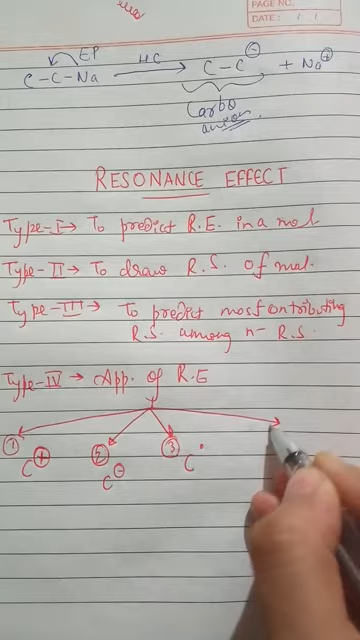 PAGE NO.
DATE : / /
EP
C-C-Na HC C-C⊖ + Na⊕
Carbo
anion
RESONANCE EFFECT
Type-I → To predict R.E. in a mol
Type-II → To draw R.S. of mol.
Type-III → To predict most contributing
R.S. among n- R.S.
Type-IV → App. of R.E
① ② ③
C⊕ C⊖ C•